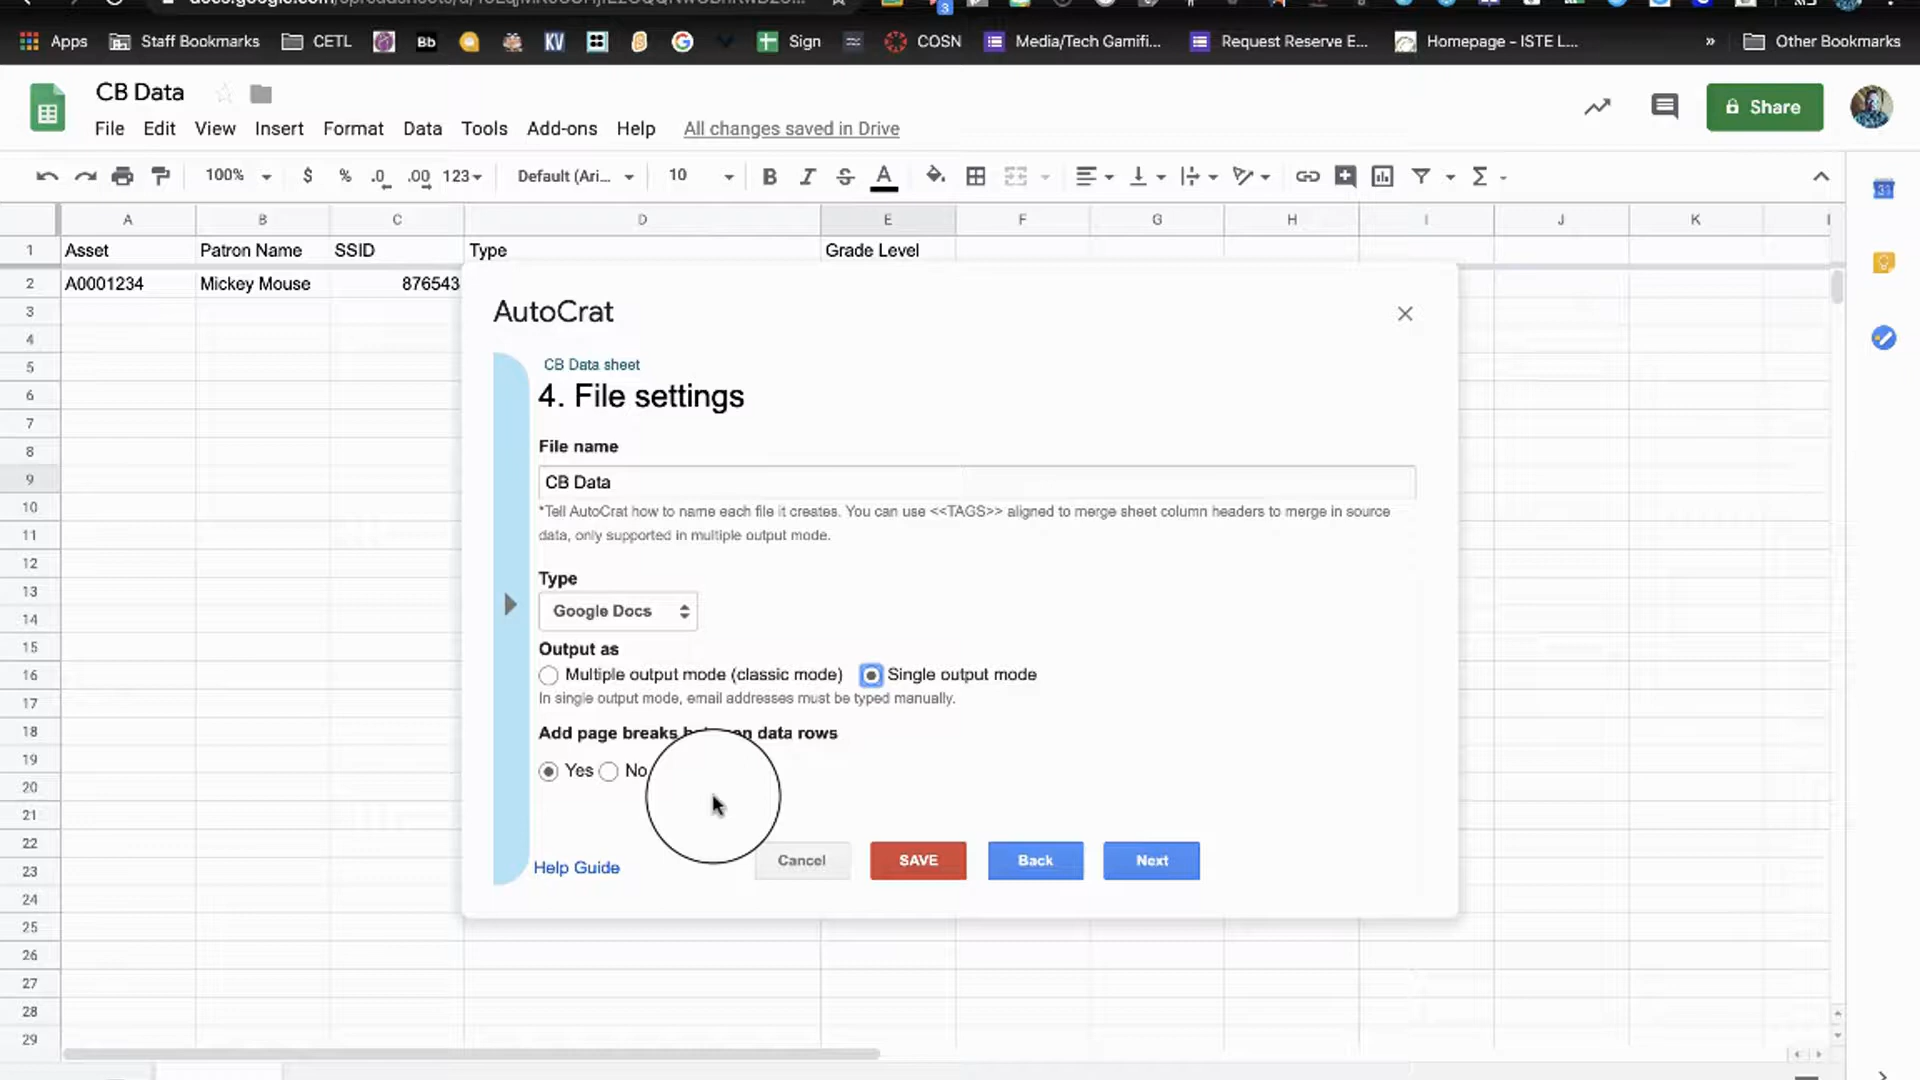 Apps Staff Bookmarks CETL Bb KV Sign COSN Media/Tech Gamifi... Request Reserve E... Homepage - ISTE L... » Other Bookmarks
3
CB Data
Share
File Edit View Insert Format Data Tools Add-ons Help All changes saved in Drive
100% $ % .0 .00 123 Default (Ari... 10 B I S A Σ
31
A B C D E F G H I J K
1 Asset Patron Name SSID Type Grade Level
2 A0001234 Mickey Mouse 876543
3
4
5
6
7
8
9
10
11
12
13
14
15
16
17
18
19
20
21
22
23
24
25
26
27
28
29
AutoCrat
CB Data sheet
4. File settings
File name
CB Data
*Tell AutoCrat how to name each file it creates. You can use <<TAGS>> aligned to merge sheet column headers to merge in source
data, only supported in multiple output mode.
Type
Google Docs
Output as
Multiple output mode (classic mode) Single output mode
In single output mode, email addresses must be typed manually.
Add page breaks between data rows
Yes No
Help Guide Cancel SAVE Back Next